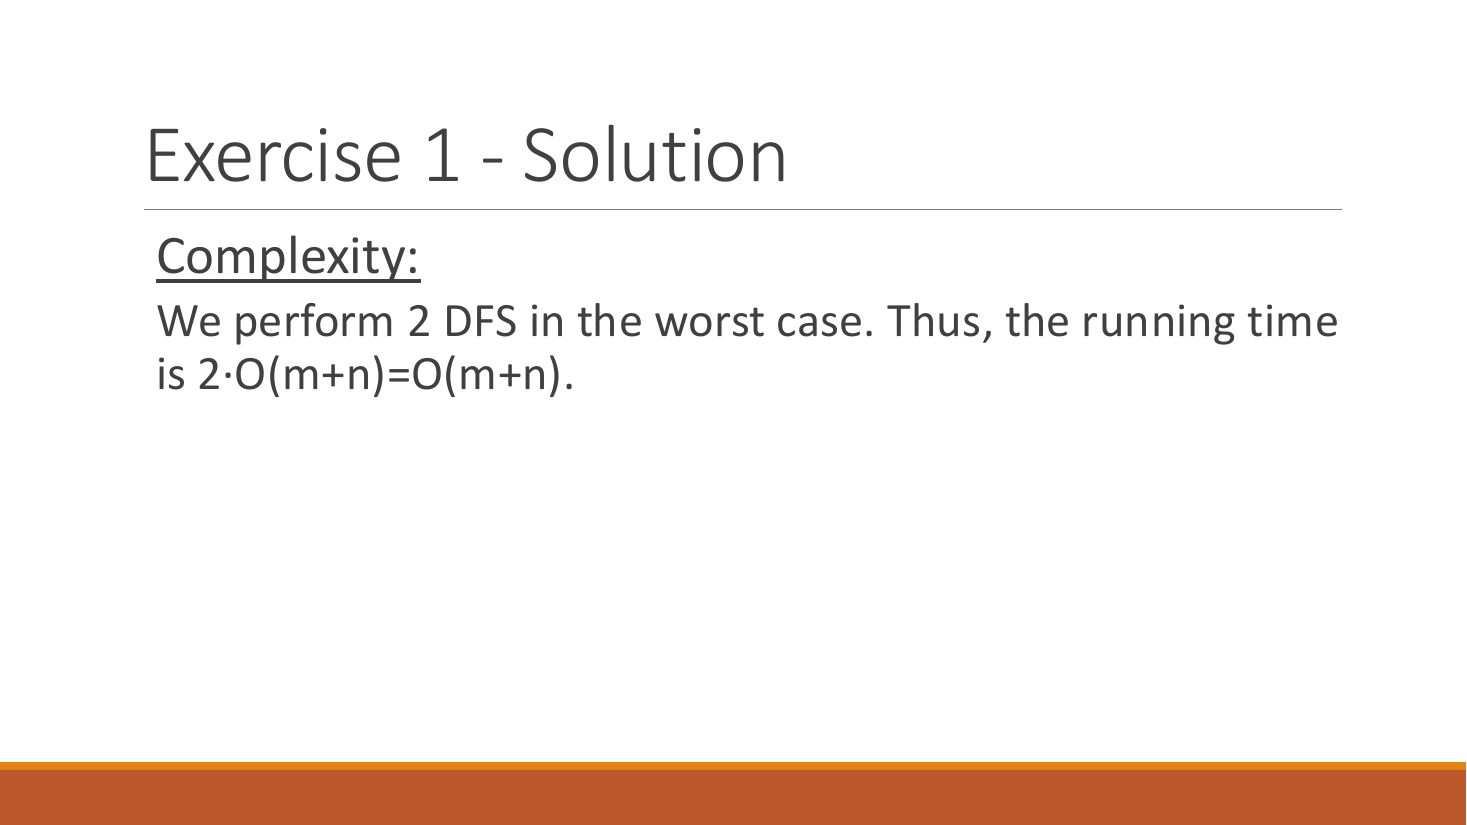 Exercise 1 - Solution
Complexity:
We perform 2 DFS in the worst case. Thus, the running time
is 2·O(m+n)=O(m+n).